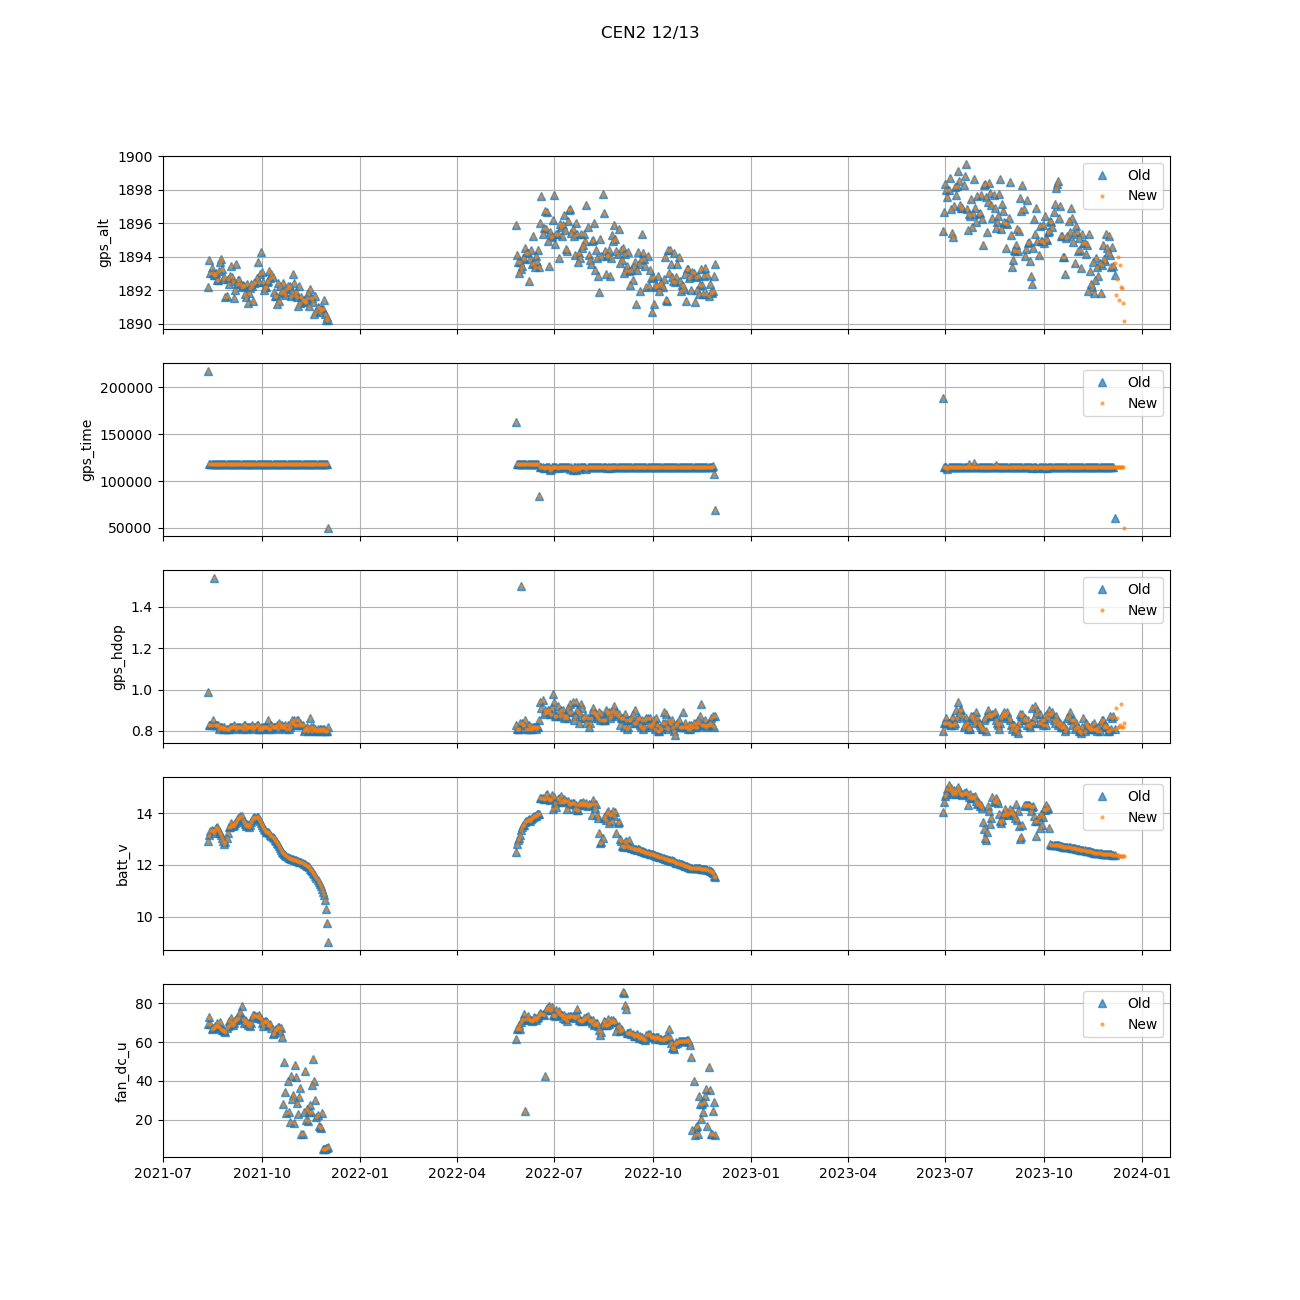 CEN2 12/13
1900
1898
1896
1894
1892
1890
gps_alt
Old
New
200000
150000
100000
50000
gps_time
Old
New
1.4
1.2
1.0
0.8
gps_hdop
Old
New
14
12
10
batt_v
Old
New
80
60
40
20
fan_dc_u
Old
New
2021-07 2021-10 2022-01 2022-04 2022-07 2022-10 2023-01 2023-04 2023-07 2023-10 2024-01